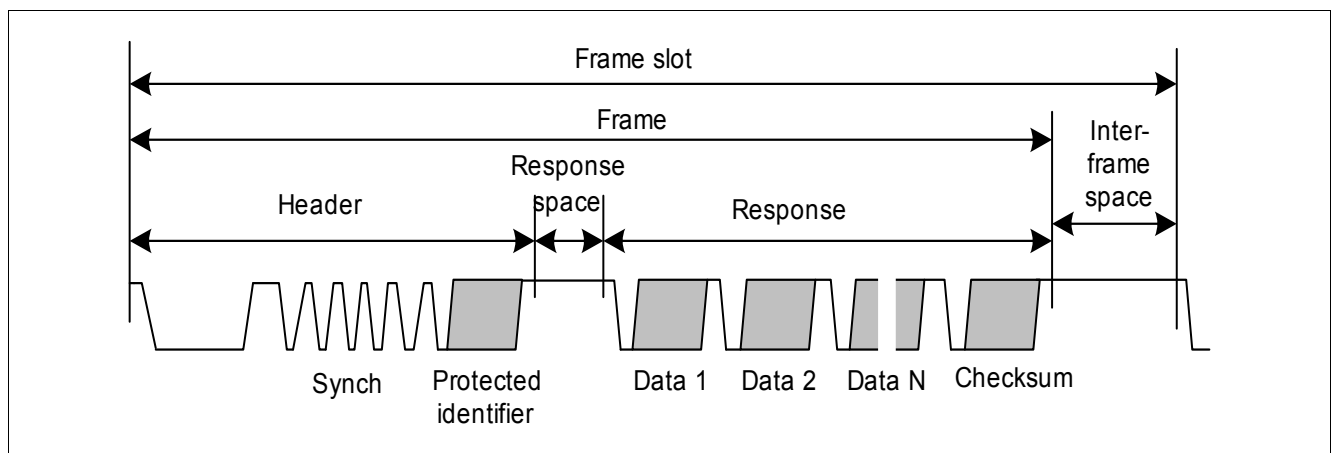 Frame slot
Frame
Inter-
frame
space
Response
space
Header
Response
Synch
Protected
identifier
Data 1
Data 2
Data N
Checksum